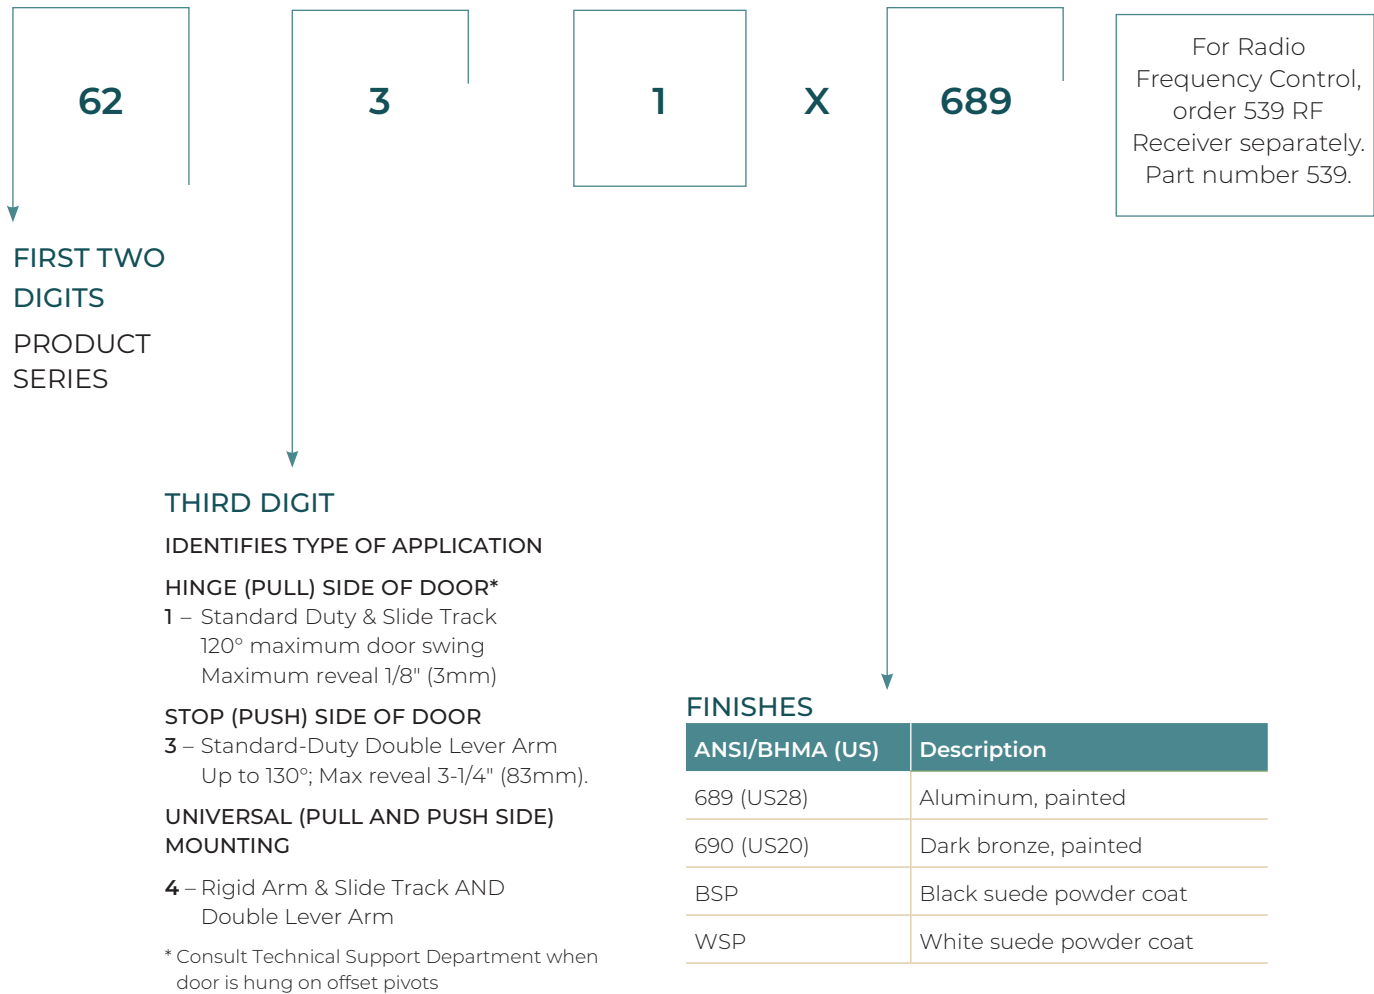 62
3
1
X
689
For Radio
Frequency Control,
order 539 RF
Receiver separately.
Part number 539.
FIRST TWO
DIGITS
PRODUCT
SERIES
THIRD DIGIT
IDENTIFIES TYPE OF APPLICATION
HINGE (PULL) SIDE OF DOOR*
1 – Standard Duty & Slide Track
120° maximum door swing
Maximum reveal 1/8" (3mm)
STOP (PUSH) SIDE OF DOOR
3 – Standard-Duty Double Lever Arm
Up to 130°; Max reveal 3-1/4" (83mm).
UNIVERSAL (PULL AND PUSH SIDE)
MOUNTING
4 – Rigid Arm & Slide Track AND
Double Lever Arm
* Consult Technical Support Department when
door is hung on offset pivots
FINISHES
ANSI/BHMA (US) Description
689 (US28) Aluminum, painted
690 (US20) Dark bronze, painted
BSP Black suede powder coat
WSP White suede powder coat